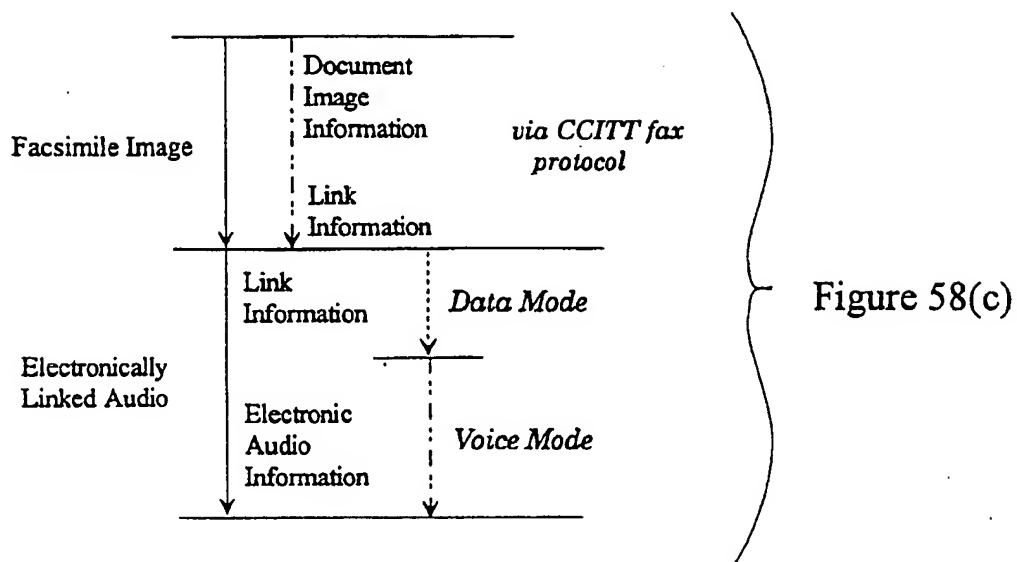 Document
Image
Information
Facsimile Image
via CCITT fax
protocol
Link
Information
Link
Information
Data Mode
Figure 58(c)
Electronically
Linked Audio
Electronic
Audio
Information
Voice Mode